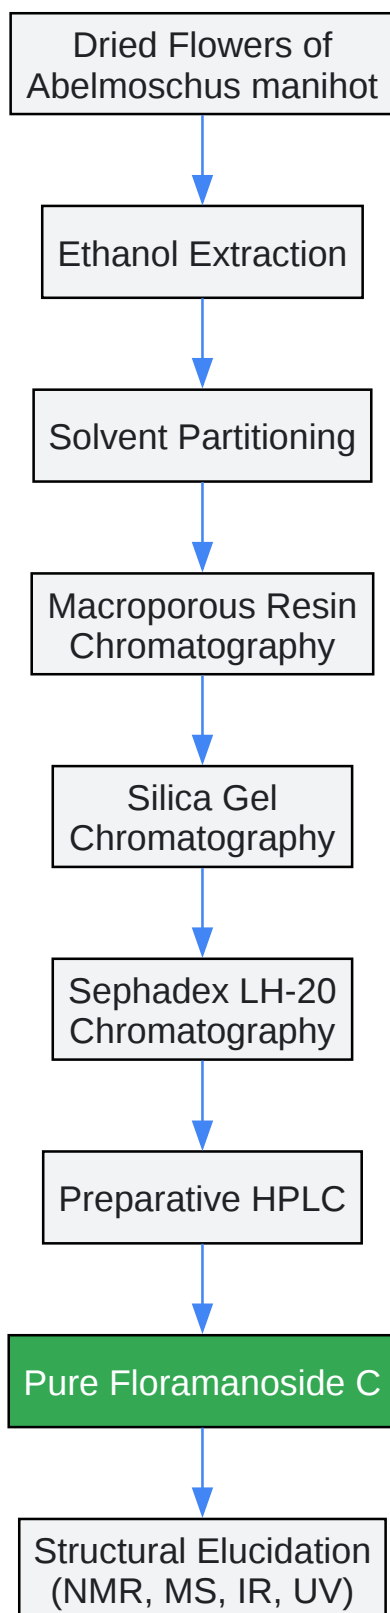 Dried Flowers of
Abelmoschus manihot
Ethanol Extraction
Solvent Partitioning
Macroporous Resin
Chromatography
Silica Gel
Chromatography
Sephadex LH-20
Chromatography
Preparative HPLC
Pure Floramanoside C
Structural Elucidation
(NMR, MS, IR, UV)